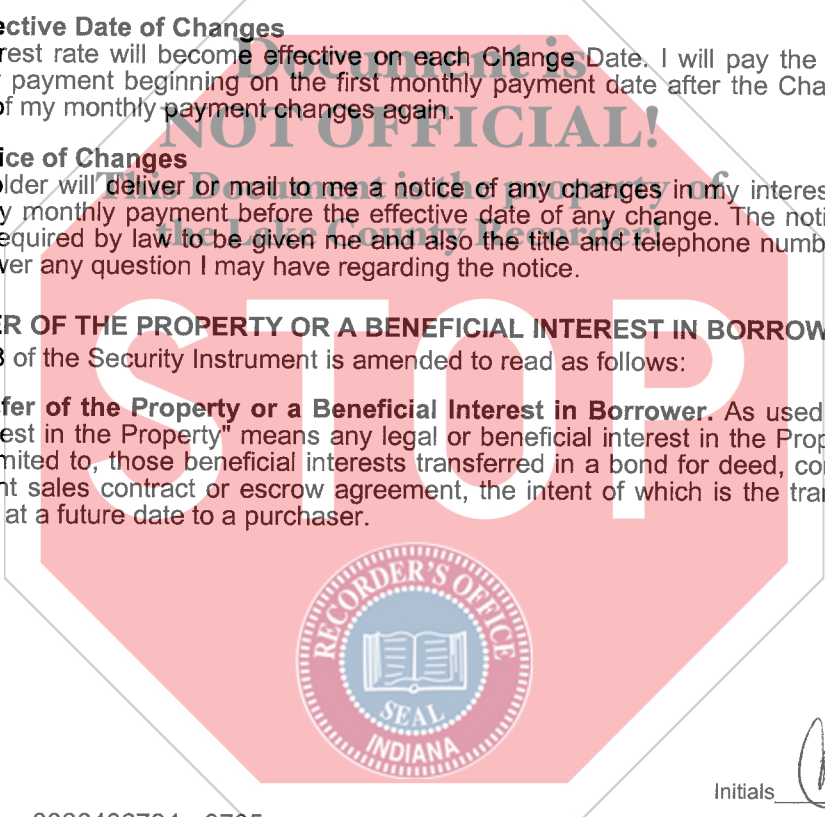 ective Date of Changes
rest rate will become effective on each Change Date. I will pay the
payment beginning on the first monthly payment date after the Cha
of my monthly payment changes again.
Document is
NOT OFFICIAL!
This Document is the property of
the Lake County Recorder!
ice of Changes
older will deliver or mail to me a notice of any changes in my interes
y monthly payment before the effective date of any change. The noti
equired by law to be given me and also the title and telephone numb
ver any question I may have regarding the notice.
STOP
ER OF THE PROPERTY OR A BENEFICIAL INTEREST IN BORROW
of the Security Instrument is amended to read as follows:
fer of the Property or a Beneficial Interest in Borrower. As used
est in the Property" means any legal or beneficial interest in the Prop
mited to, those beneficial interests transferred in a bond for deed, co
nt sales contract or escrow agreement, the intent of which is the tran
at a future date to a purchaser.
RECORDER'S OFFICE
SEAL
INDIANA
Initials